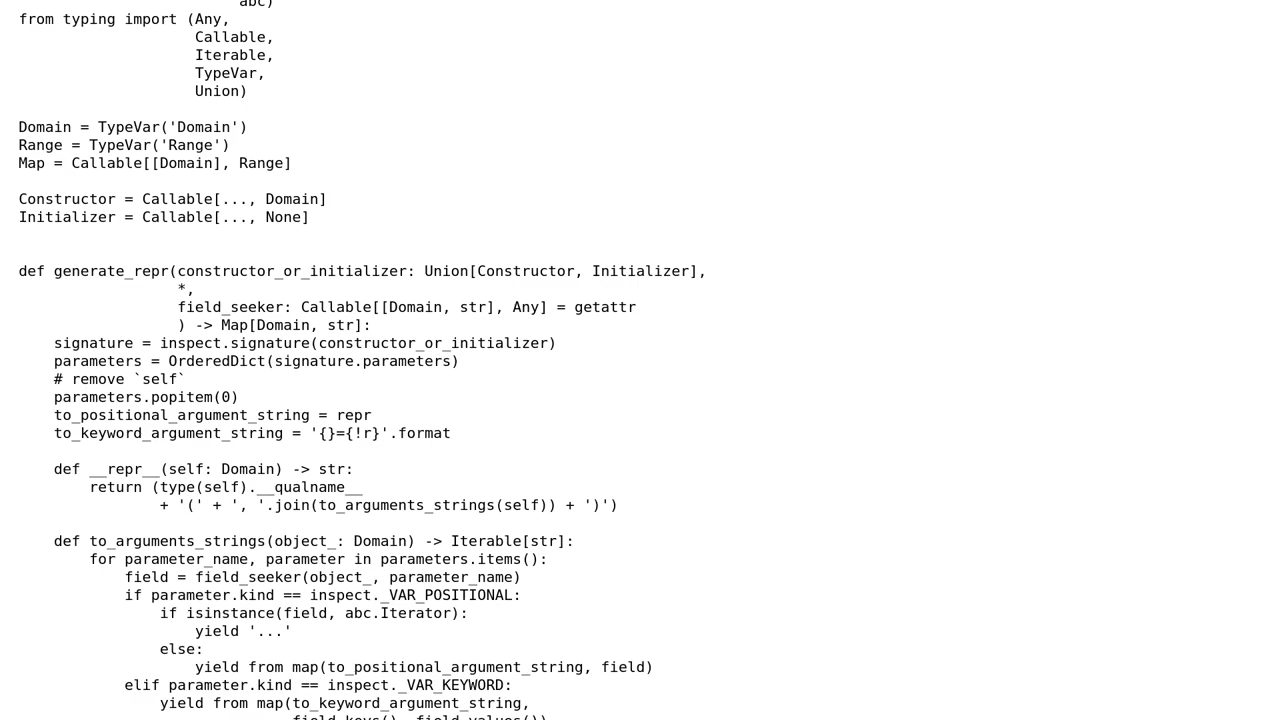 abc)
from typing import (Any,
                    Callable,
                    Iterable,
                    TypeVar,
                    Union)

Domain = TypeVar('Domain')
Range = TypeVar('Range')
Map = Callable[[Domain], Range]

Constructor = Callable[..., Domain]
Initializer = Callable[..., None]


def generate_repr(constructor_or_initializer: Union[Constructor, Initializer],
                  *,
                  field_seeker: Callable[[Domain, str], Any] = getattr
                  ) -> Map[Domain, str]:
    signature = inspect.signature(constructor_or_initializer)
    parameters = OrderedDict(signature.parameters)
    # remove `self`
    parameters.popitem(0)
    to_positional_argument_string = repr
    to_keyword_argument_string = '{}={!r}'.format

    def __repr__(self: Domain) -> str:
        return (type(self).__qualname__
                + '(' + ', '.join(to_arguments_strings(self)) + ')')

    def to_arguments_strings(object_: Domain) -> Iterable[str]:
        for parameter_name, parameter in parameters.items():
            field = field_seeker(object_, parameter_name)
            if parameter.kind == inspect._VAR_POSITIONAL:
                if isinstance(field, abc.Iterator):
                    yield '...'
                else:
                    yield from map(to_positional_argument_string, field)
            elif parameter.kind == inspect._VAR_KEYWORD:
                yield from map(to_keyword_argument_string,
                               field.keys(), field.values())